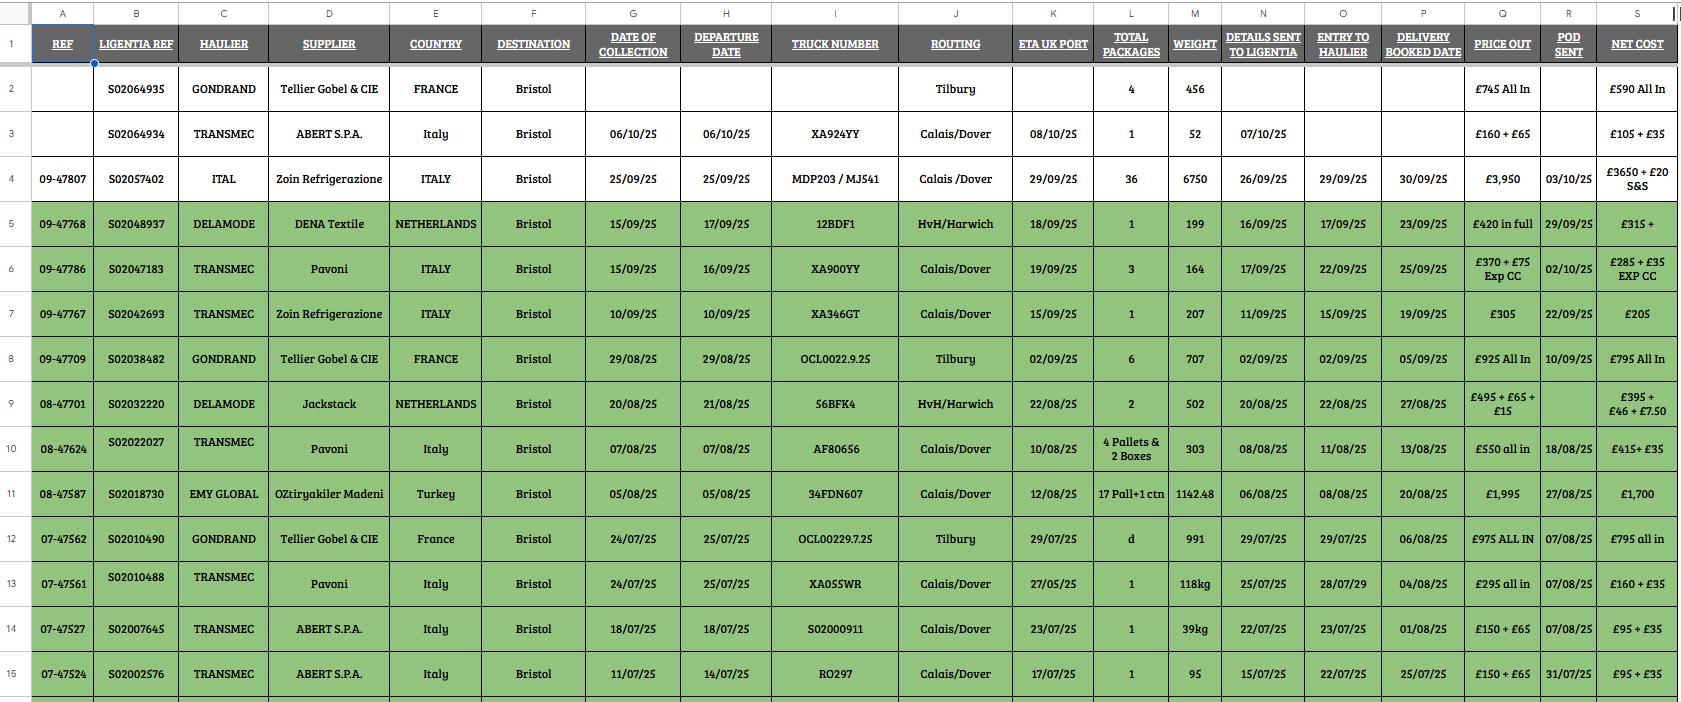 A B C D E F G H I J K L M N O P Q R S
1 REF LIGENTIA REF HAULIER SUPPLIER COUNTRY DESTINATION DATE OF COLLECTION DEPARTURE DATE TRUCK NUMBER ROUTING ETA UK PORT TOTAL PACKAGES WEIGHT DETAILS SENT TO LIGENTIA ENTRY TO HAULIER DELIVERY BOOKED DATE PRICE OUT POD SENT NET COST
2 S02064935 GONDRAND Tellier Gobel & CIE FRANCE Bristol Tilbury 4 456 £745 All In £590 All In
3 S02064934 TRANSMEC ABERT S.P.A. Italy Bristol 06/10/25 06/10/25 XA924YY Calais/Dover 08/10/25 1 52 07/10/25 £160 + £65 £105 + £35
4 09-47807 S02057402 ITAL Zoin Refrigerazione ITALY Bristol 25/09/25 25/09/25 MDP203 / MJ541 Calais /Dover 29/09/25 36 6750 26/09/25 29/09/25 30/09/25 £3,950 03/10/25 £3650 + £20 S&S
5 09-47768 S02048937 DELAMODE DENA Textile NETHERLANDS Bristol 15/09/25 17/09/25 12BDF1 HvH/Harwich 18/09/25 1 199 16/09/25 17/09/25 23/09/25 £420 in full 29/09/25 £315 +
6 09-47786 S02047183 TRANSMEC Pavoni ITALY Bristol 15/09/25 16/09/25 XA900YY Calais/Dover 19/09/25 3 164 17/09/25 22/09/25 25/09/25 £370 + £75 Exp CC 02/10/25 £285 + £35 EXP CC
7 09-47767 S02042693 TRANSMEC Zoin Refrigerazione ITALY Bristol 10/09/25 10/09/25 XA346GT Calais/Dover 15/09/25 1 207 11/09/25 15/09/25 19/09/25 £305 22/09/25 £205
8 09-47709 S02038482 GONDRAND Tellier Gobel & CIE FRANCE Bristol 29/08/25 29/08/25 OCL0022.9.25 Tilbury 02/09/25 6 707 02/09/25 02/09/25 05/09/25 £925 All In 10/09/25 £795 All In
9 08-47701 S02032220 DELAMODE Jackstack NETHERLANDS Bristol 20/08/25 21/08/25 56BFK4 HvH/Harwich 22/08/25 2 502 20/08/25 22/08/25 27/08/25 £495 + £65 + £15 £395 + £46 + £7.50
10 08-47624 S02022027 TRANSMEC Pavoni Italy Bristol 07/08/25 07/08/25 AF80656 Calais/Dover 10/08/25 4 Pallets & 2 Boxes 303 08/08/25 11/08/25 13/08/25 £550 all in 18/08/25 £415+ £35
11 08-47587 S02018730 EMY GLOBAL OZtiryakiler Madeni Turkey Bristol 05/08/25 05/08/25 34FDN607 Calais/Dover 12/08/25 17 Pall+1 ctn 1142.48 06/08/25 08/08/25 20/08/25 £1,995 27/08/25 £1,700
12 07-47562 S02010490 GONDRAND Tellier Gobel & CIE France Bristol 24/07/25 25/07/25 OCL00229.7.25 Tilbury 29/07/25 d 991 29/07/25 29/07/25 06/08/25 £975 ALL IN 07/08/25 £795 all in
13 07-47561 S02010488 TRANSMEC Pavoni Italy Bristol 24/07/25 25/07/25 XA055WR Calais/Dover 27/05/25 1 118kg 25/07/25 28/07/29 04/08/25 £295 all in 07/08/25 £160 + £35
14 07-47527 S02007645 TRANSMEC ABERT S.P.A. Italy Bristol 18/07/25 18/07/25 S02000911 Calais/Dover 23/07/25 1 39kg 22/07/25 23/07/25 01/08/25 £150 + £65 07/08/25 £95 + £35
15 07-47524 S02002576 TRANSMEC ABERT S.P.A. Italy Bristol 11/07/25 14/07/25 RO297 Calais/Dover 17/07/25 1 95 15/07/25 22/07/25 25/07/25 £150 + £65 31/07/25 £95 + £35